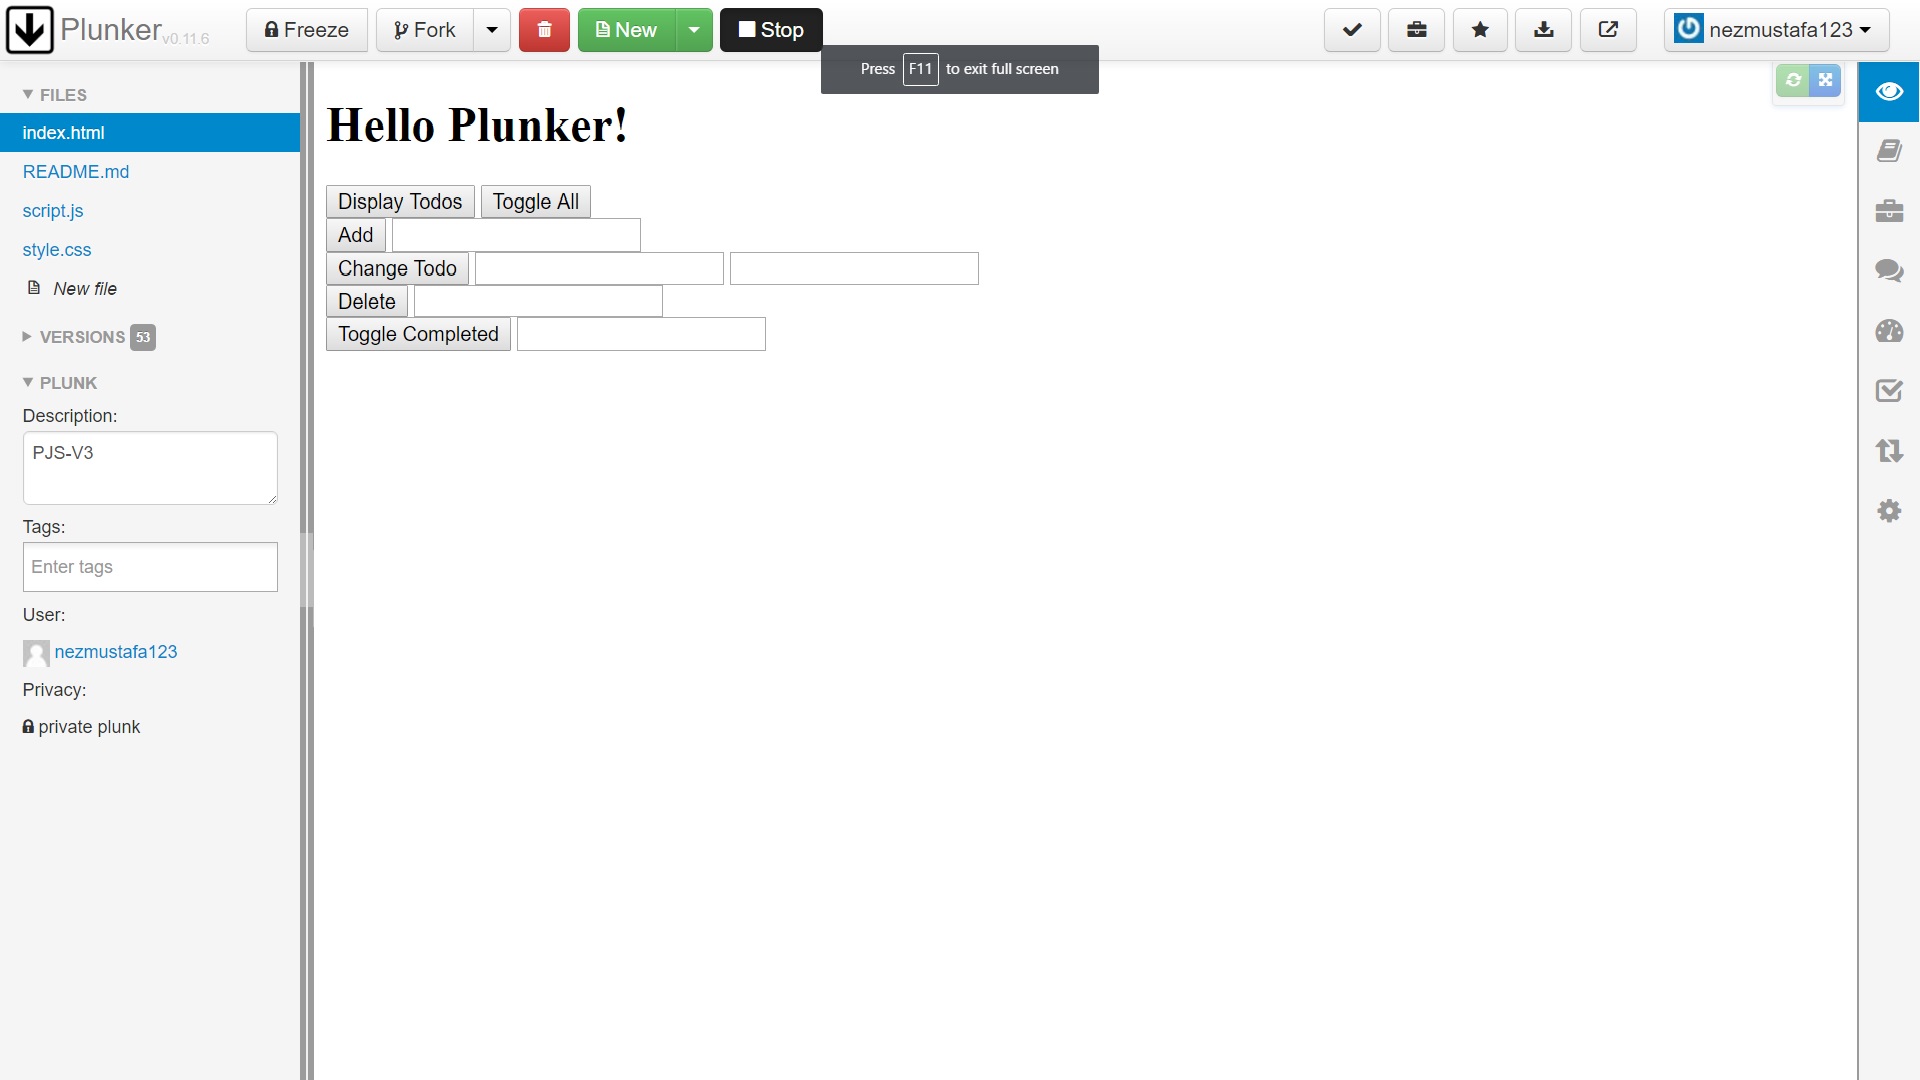 Plunker v0.11.6 Freeze Fork New Stop nezmustafa123
Press F11 to exit full screen
FILES
index.html
README.md
script.js
style.css
New file
VERSIONS 53
PLUNK
Description:
PJS-V3
Tags:
Enter tags
User:
nezmustafa123
Privacy:
private plunk
Hello Plunker!
Display Todos Toggle All
Add
Change Todo
Delete
Toggle Completed